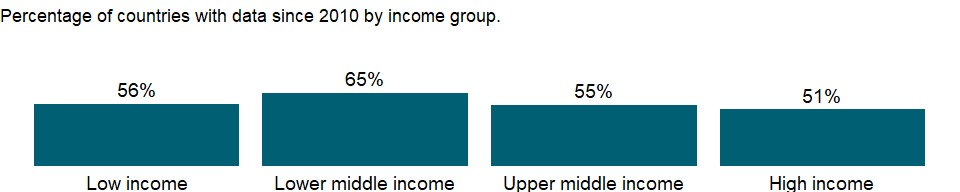 Percentage of countries with data since 2010 by income group.
56%
65%
55%
51%
Low income
Lower middle income
Upper middle income
High income